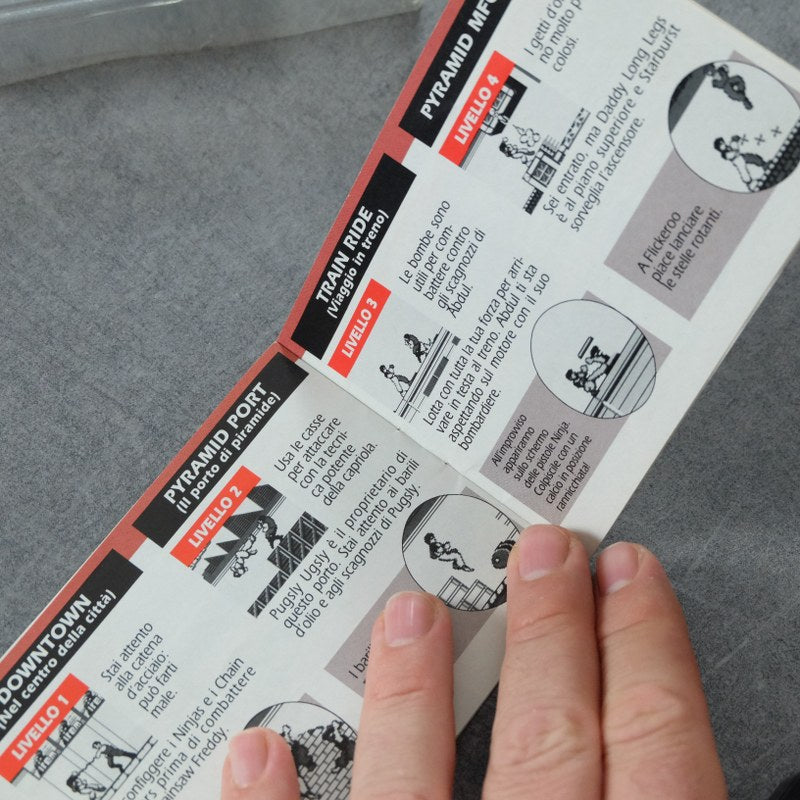 DOWNTOWN
(Nel centro della città)
LIVELLO 1
Stai attento
alla catena
d'acciaio;
può farti
male.
i Ninjas e i Chain
prima di combattere
Freddy
PYRAMID PORT
(Il porto di piramide)
LIVELLO 2
Usa le casse
per attaccare
con la tecni-
ca potente
della capriola.
Pugsly Ugsly è il proprietario di
questo porto. Stai attento ai barili
d'olio e agli scagnozzi di Pugsly.
I
TRAIN RIDE
(Viaggio in treno)
LIVELLO 3
Le bombe sono
utili per com-
battere contro
gli scagnozzi di
Abdul.
Lotta con tutta la tua forza per arri-
vare in testa al treno. Abdul ti sta
aspettando sul motore con il suo
bombardiere.
All'improvviso
appariranno
sullo schermo
delle pistole Ninja.
Colpiscile con un
calcio in posizione
rannicchiata!
PYRAMID
LIVELLO 4
I getti
no molto
colosi.
Sei entrato, ma Daddy Long Legs
è al piano superiore e Starburst
sorveglia l'ascensore.
A Flickeroo
piace lanciare
le stelle rotanti.